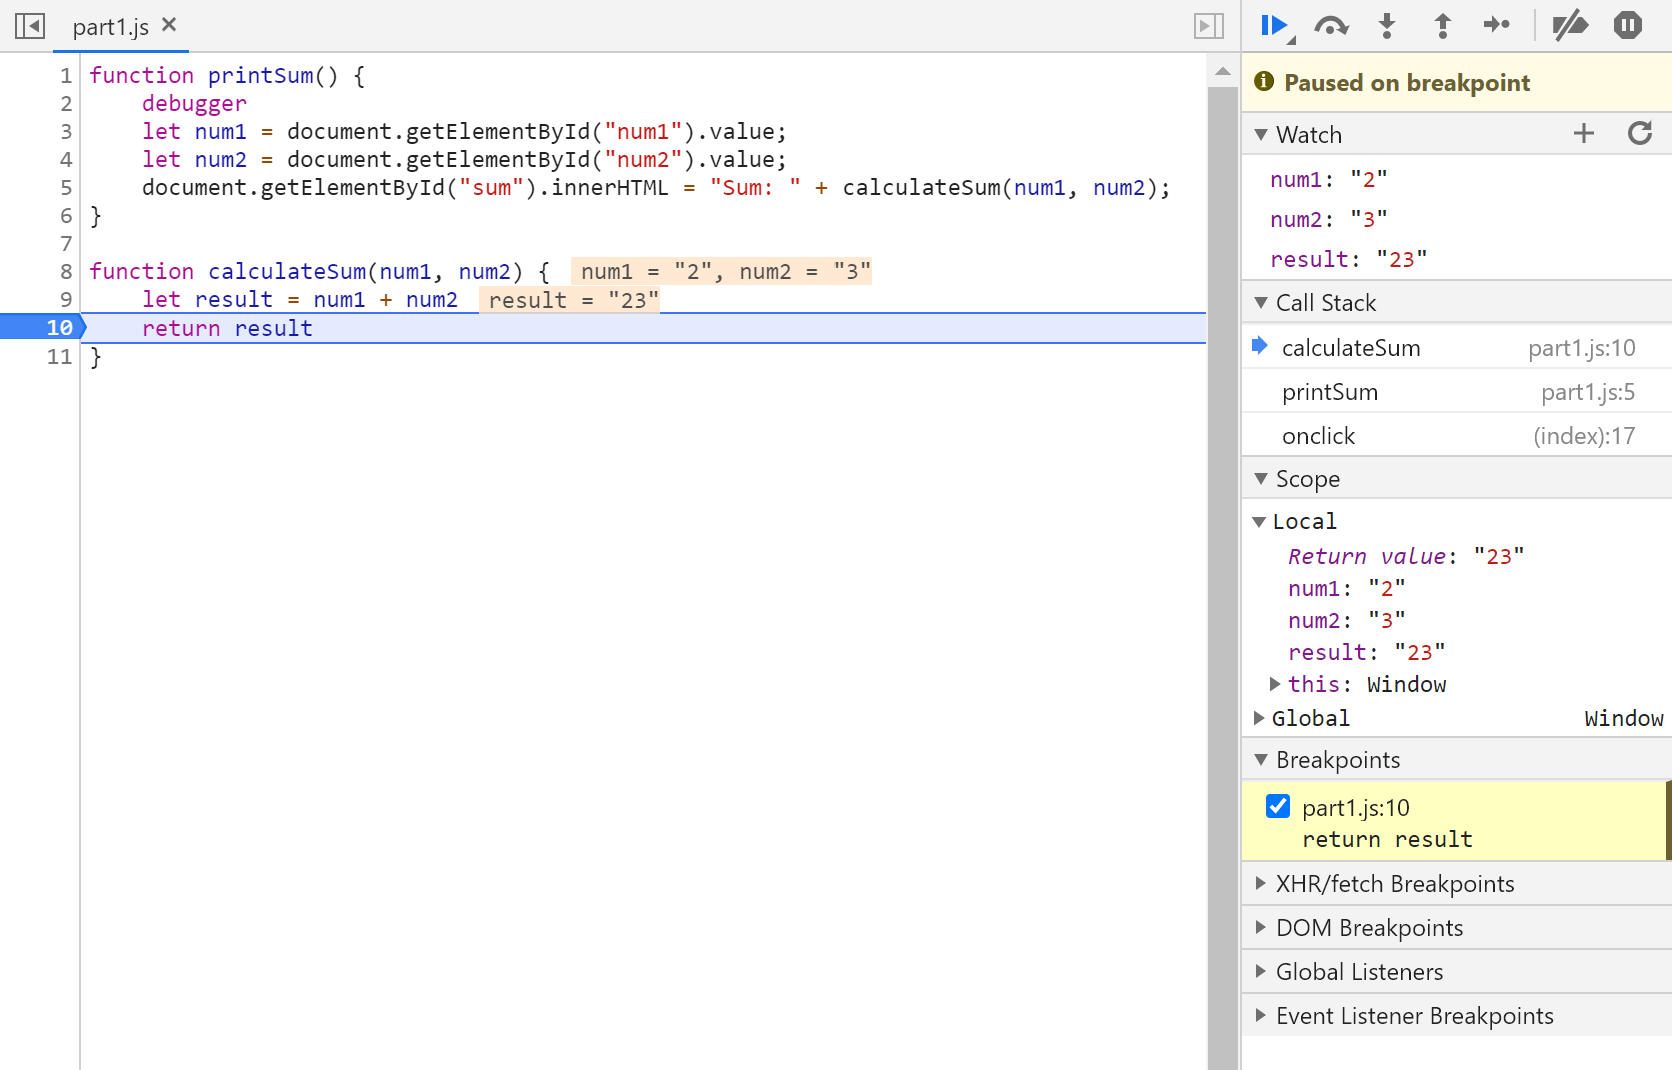 part1.js ×
1 function printSum() {
2     debugger
3     let num1 = document.getElementById("num1").value;
4     let num2 = document.getElementById("num2").value;
5     document.getElementById("sum").innerHTML = "Sum: " + calculateSum(num1, num2);
6 }
7
8 function calculateSum(num1, num2) {  num1 = "2", num2 = "3"
9     let result = num1 + num2  result = "23"
10     return result
11 }
Paused on breakpoint
Watch
num1: "2"
num2: "3"
result: "23"
Call Stack
calculateSum part1.js:10
printSum part1.js:5
onclick (index):17
Scope
Local
Return value: "23"
num1: "2"
num2: "3"
result: "23"
this: Window
Global Window
Breakpoints
part1.js:10
return result
XHR/fetch Breakpoints
DOM Breakpoints
Global Listeners
Event Listener Breakpoints